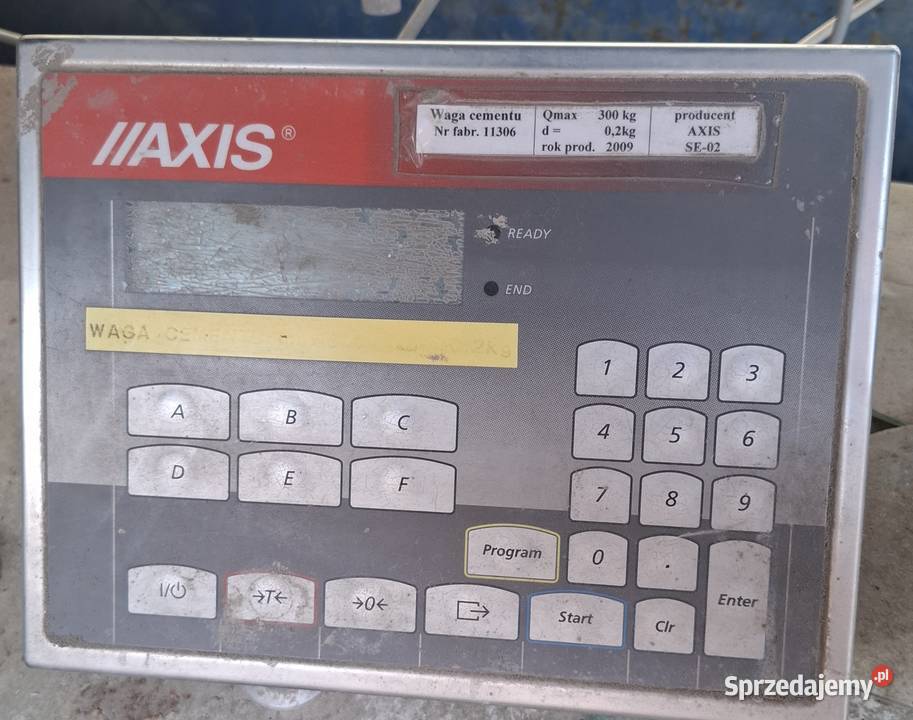 //AXIS®
Waga cementu
Nr fabr. 11306
Qmax 300 kg
d = 0,2kg
rok prod. 2009
producent
AXIS
SE-02
READY
END
WAGA
1 2 3
A B C
4 5 6
D E F
7 8 9
Program 0 . Enter
I/⏻ →T← →0← Start Clr
Sprzedajemy.pl